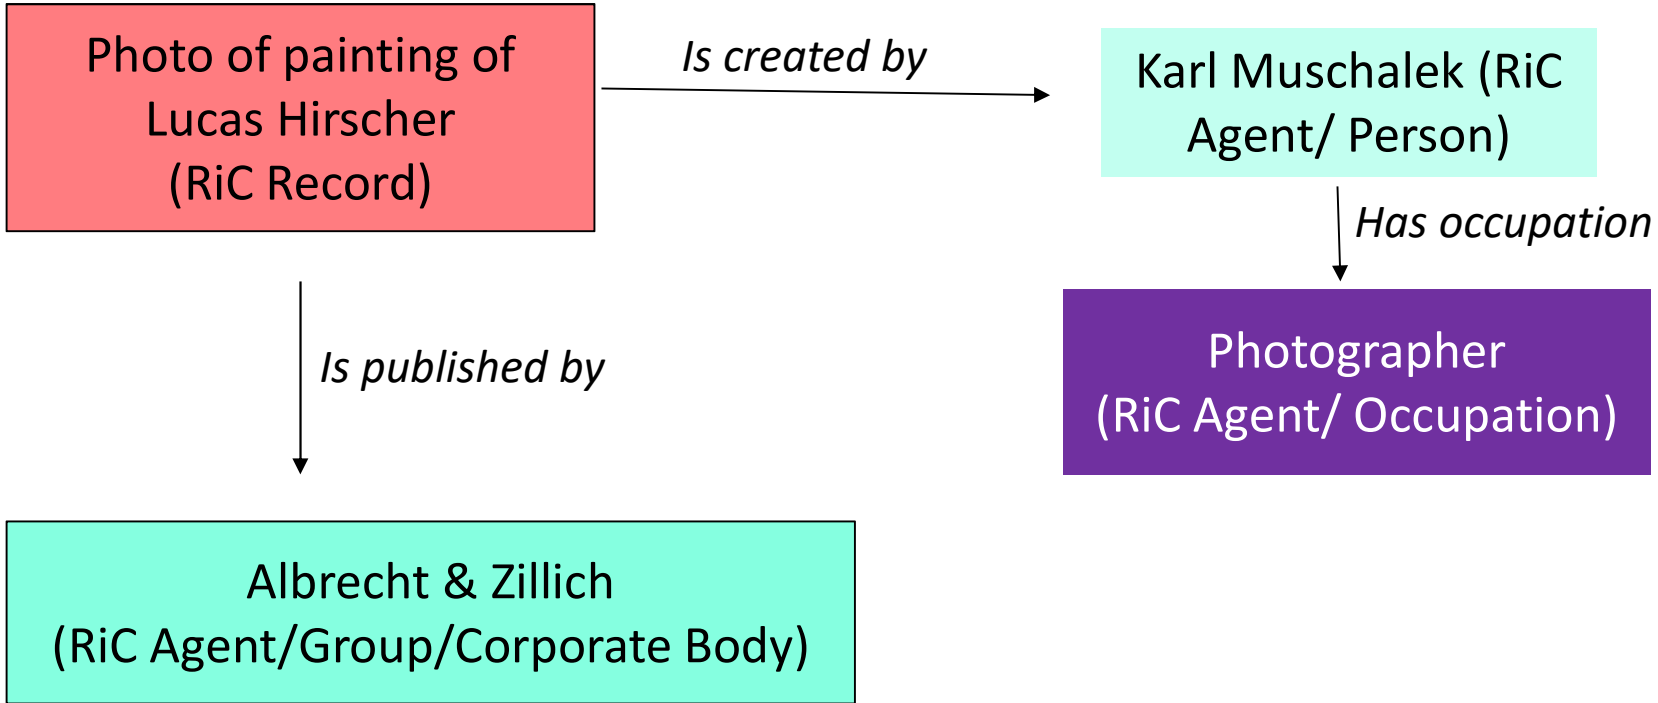 Photo of painting of
Lucas Hirscher
(RiC Record)
Is created by
Karl Muschalek (RiC
Agent/ Person)
Has occupation
Photographer
(RiC Agent/ Occupation)
Is published by
Albrecht & Zillich
(RiC Agent/Group/Corporate Body)